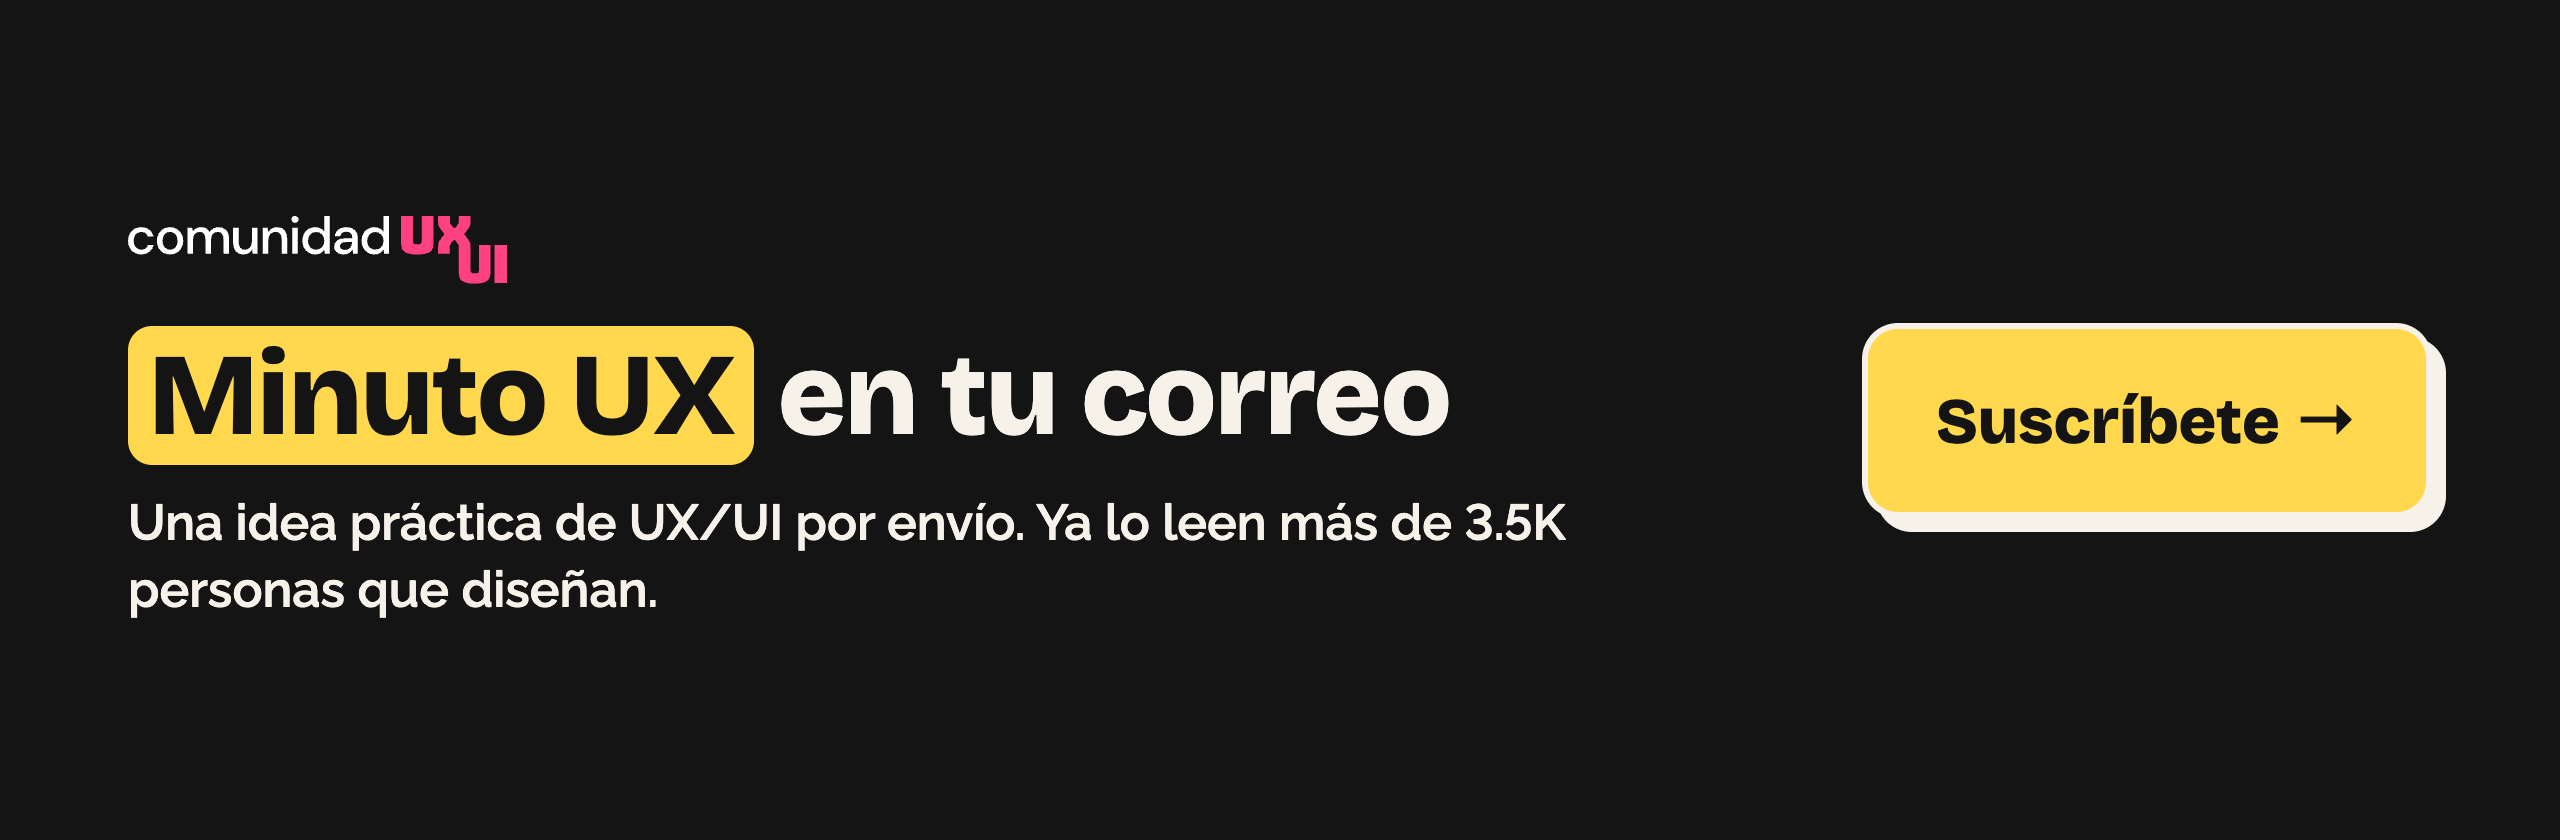 comunidad UX
UI
Minuto UX en tu correo
Una idea práctica de UX/UI por envío. Ya lo leen más de 3.5K
personas que diseñan.
Suscríbete →